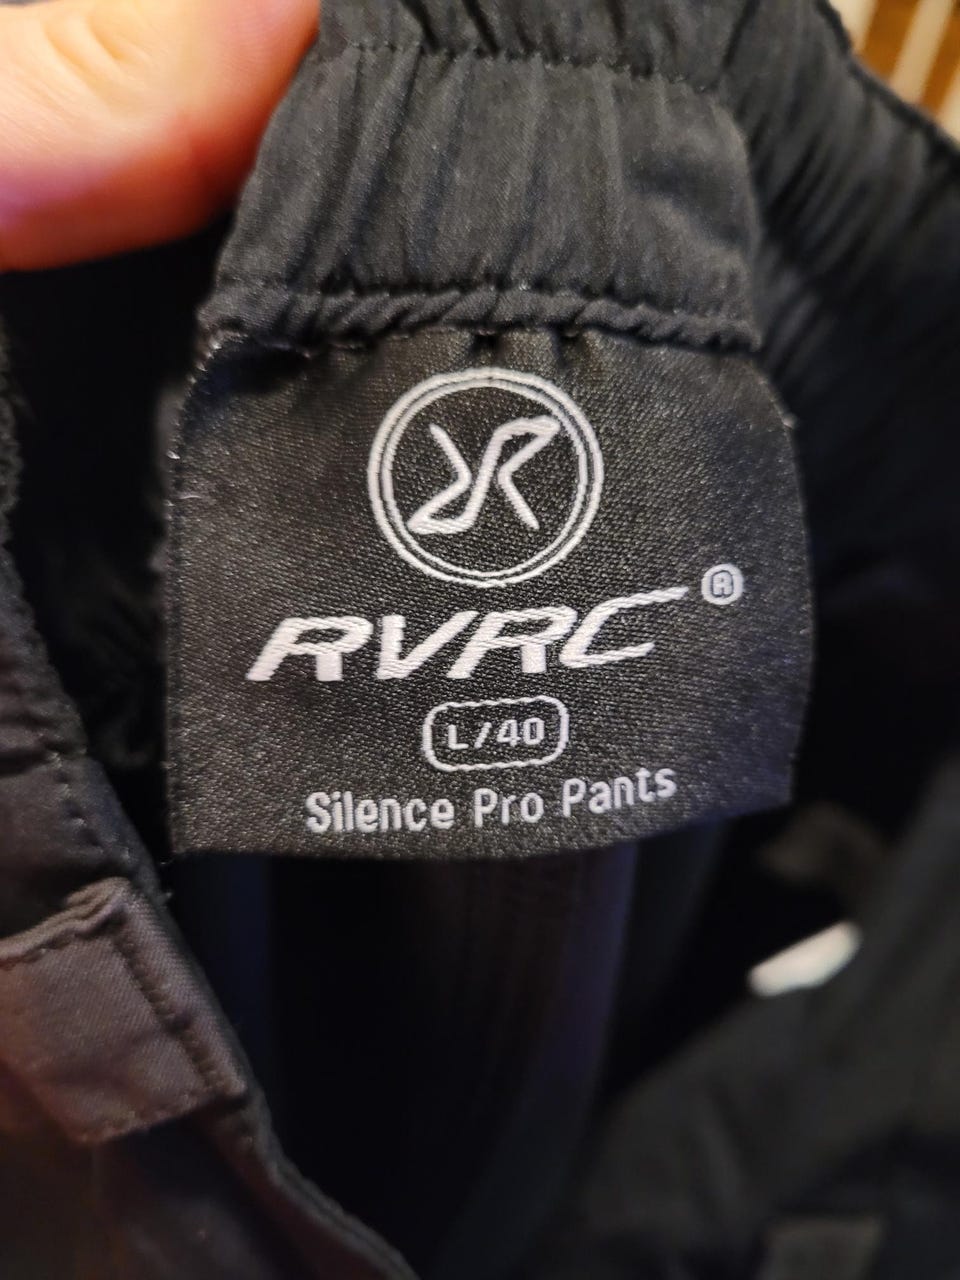 RVRC®
L/40
Silence Pro Pants